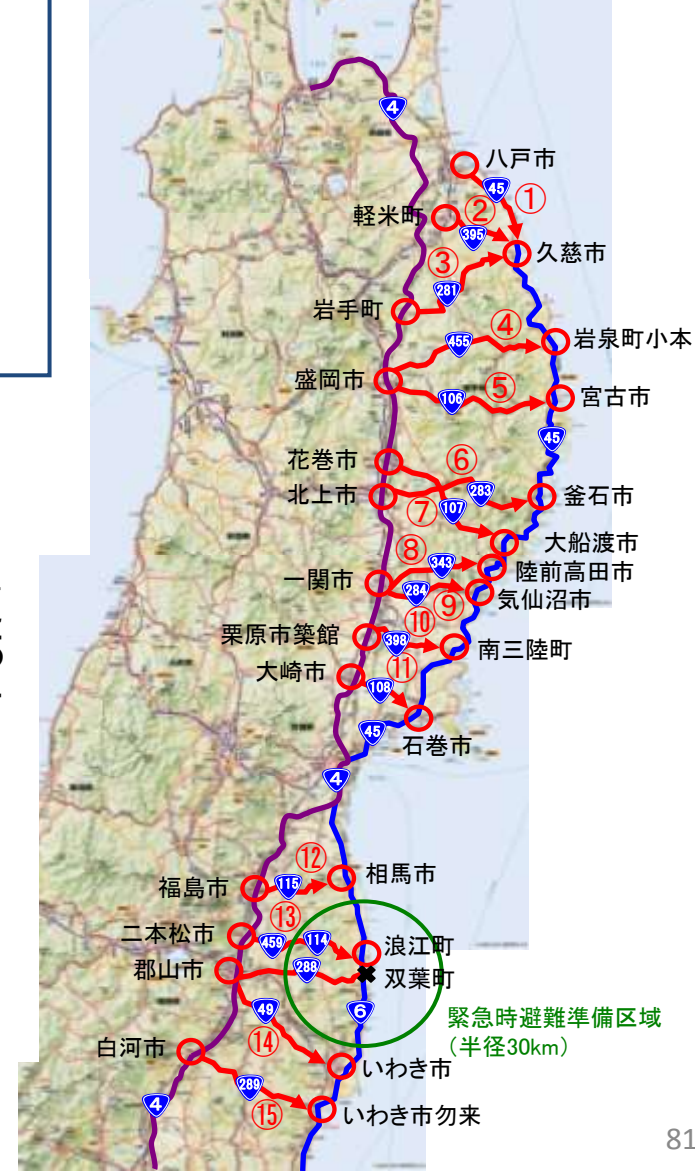 4
八戸市
45
①
軽米町
②
395
久慈市
③
281
岩手町
④
455
岩泉町小本
盛岡市
⑤
106
宮古市
45
花巻市
⑥
北上市
283
釜石市
⑦
107
大船渡市
⑧
343
陸前高田市
一関市
284
⑨
気仙沼市
⑩
栗原市築館
398
南三陸町
⑪
大崎市
108
45
石巻市
4
⑫
相馬市
福島市
115
⑬
二本松市
459
114
浪江町
郡山市
288
双葉町
49
6
緊急時避難準備区域
(半径30km)
⑭
白河市
いわき市
289
4
⑮
いわき市勿来
81